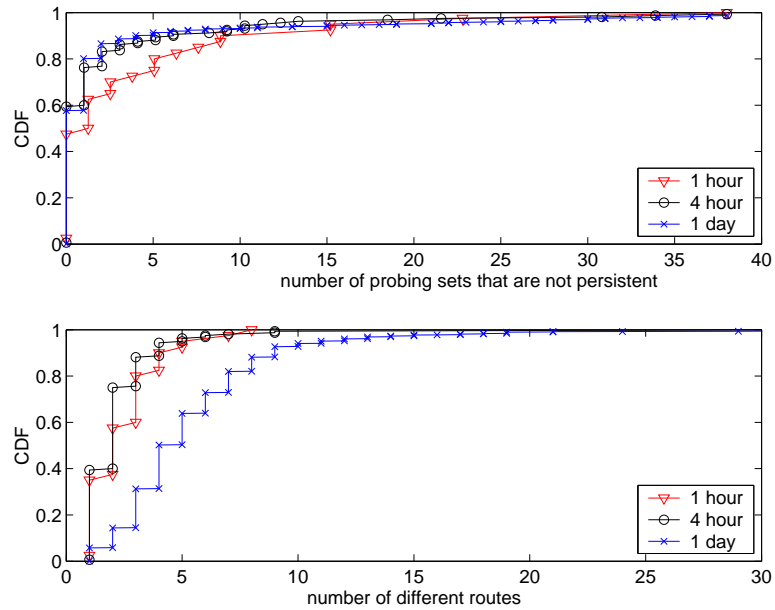 1
0.8
0.6
0.4
0.2
0
CDF
0 5 10 15 20 25 30 35 40
number of probing sets that are not persistent
1 hour
4 hour
1 day
1
0.8
0.6
0.4
0.2
0
CDF
0 5 10 15 20 25 30
number of different routes
1 hour
4 hour
1 day